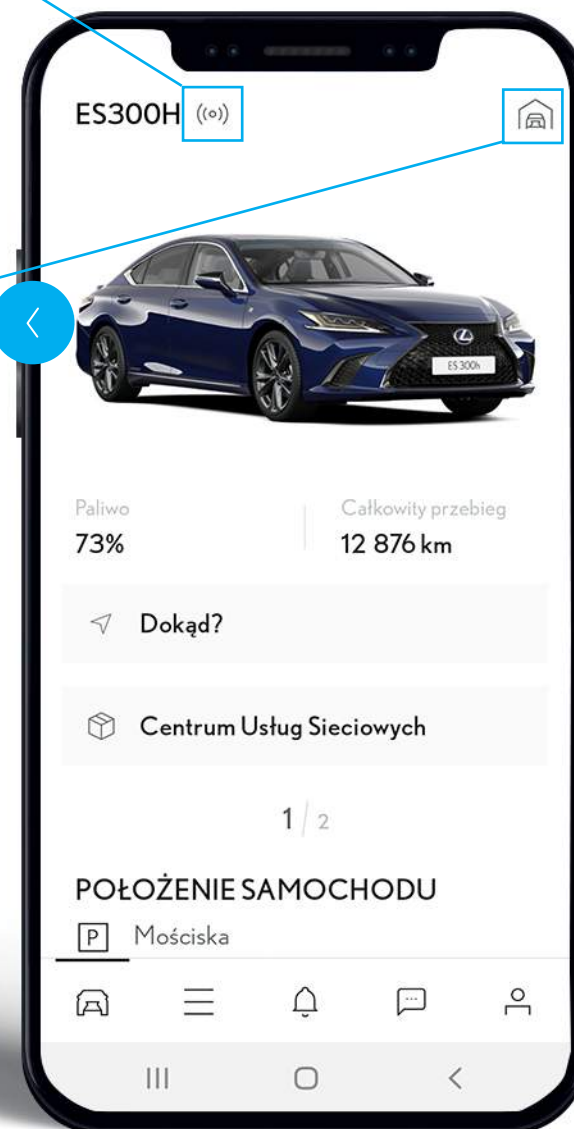 ES300H
ES 300h
Paliwo
Całkowity przebieg
73%
12 876 km
Dokąd?
Centrum Usług Sieciowych
1 / 2
POŁOŻENIE SAMOCHODU
P Mościska